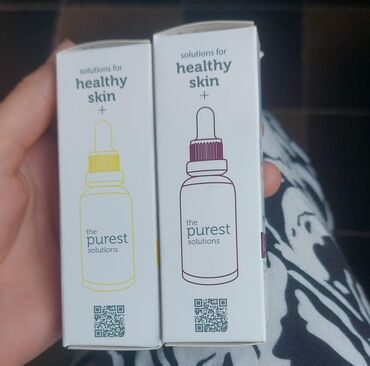 solutions for
healthy
skin
+
the
purest
solutions
solutions for
healthy
skin
+
the
purest
solutions